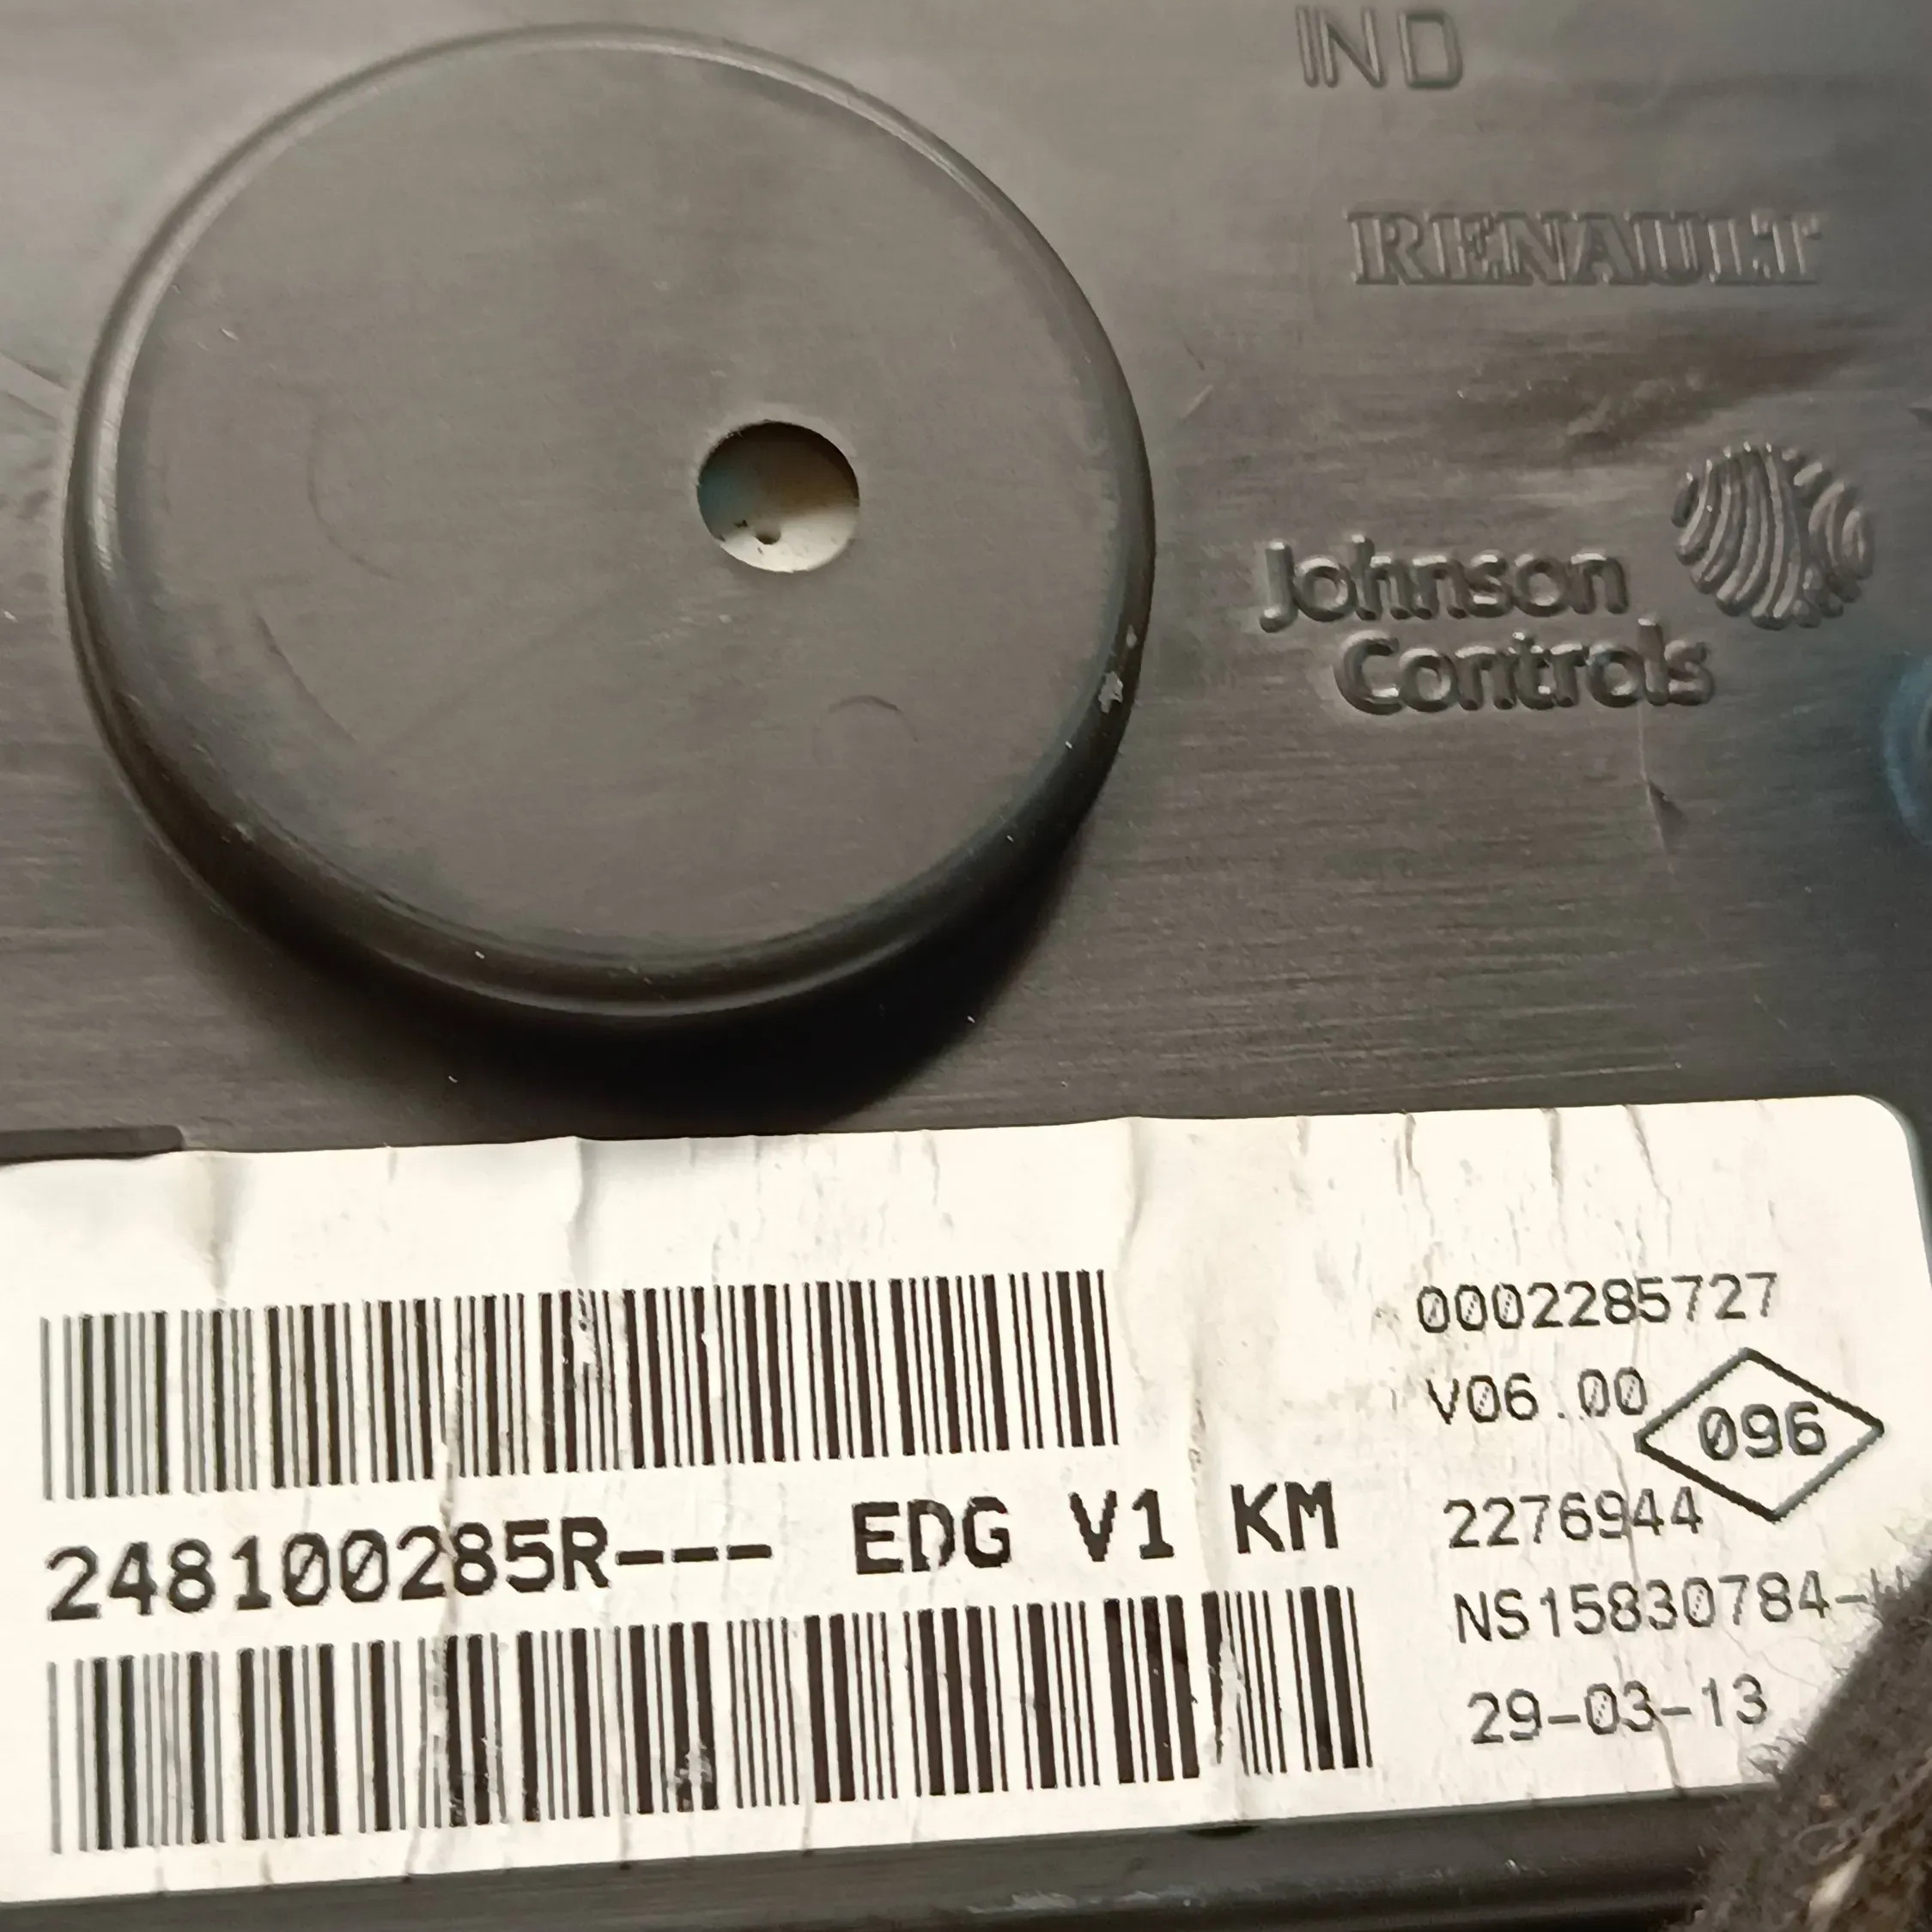 IND
RENAULT
Johnson
Controls
0002285727
V06.00
096
248100285R--- EDG V1 KM
2276944
NS15830784-
29-03-13